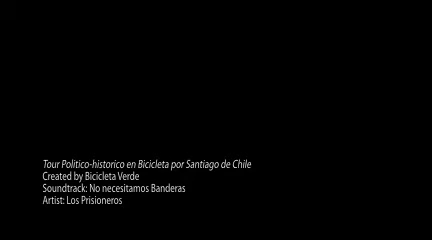 Tour Politico-historico en Bicicleta por Santiago de Chile
Created by Bicicleta Verde
Soundtrack: No necesitamos Banderas
Artist: Los Prisioneros